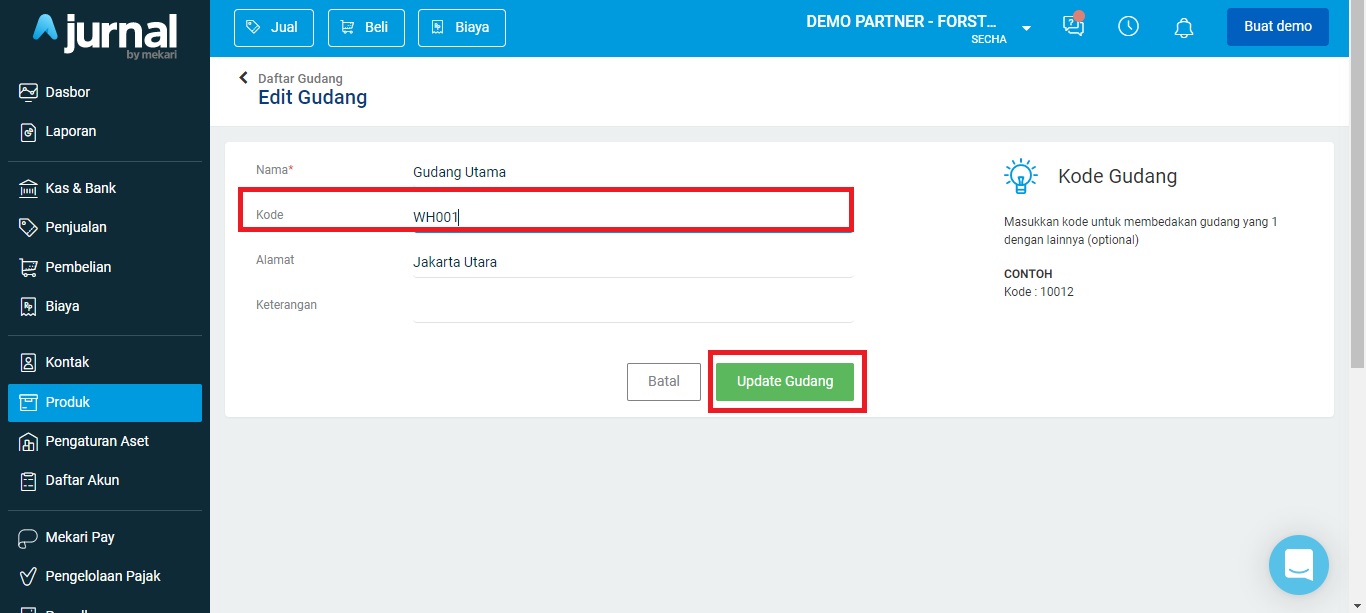 jurnal
by mekari
Jual
Beli
Biaya
DEMO PARTNER - FORST...
SECHA
Buat demo
Dasbor
Laporan
Kas & Bank
Penjualan
Pembelian
Biaya
Kontak
Produk
Pengaturan Aset
Daftar Akun
Mekari Pay
Pengelolaan Pajak
Daftar Gudang
Edit Gudang
Nama*
Gudang Utama
Kode
WH001
Alamat
Jakarta Utara
Keterangan
Batal
Update Gudang
Kode Gudang
Masukkan kode untuk membedakan gudang yang 1
dengan lainnya (optional)
CONTOH
Kode : 10012